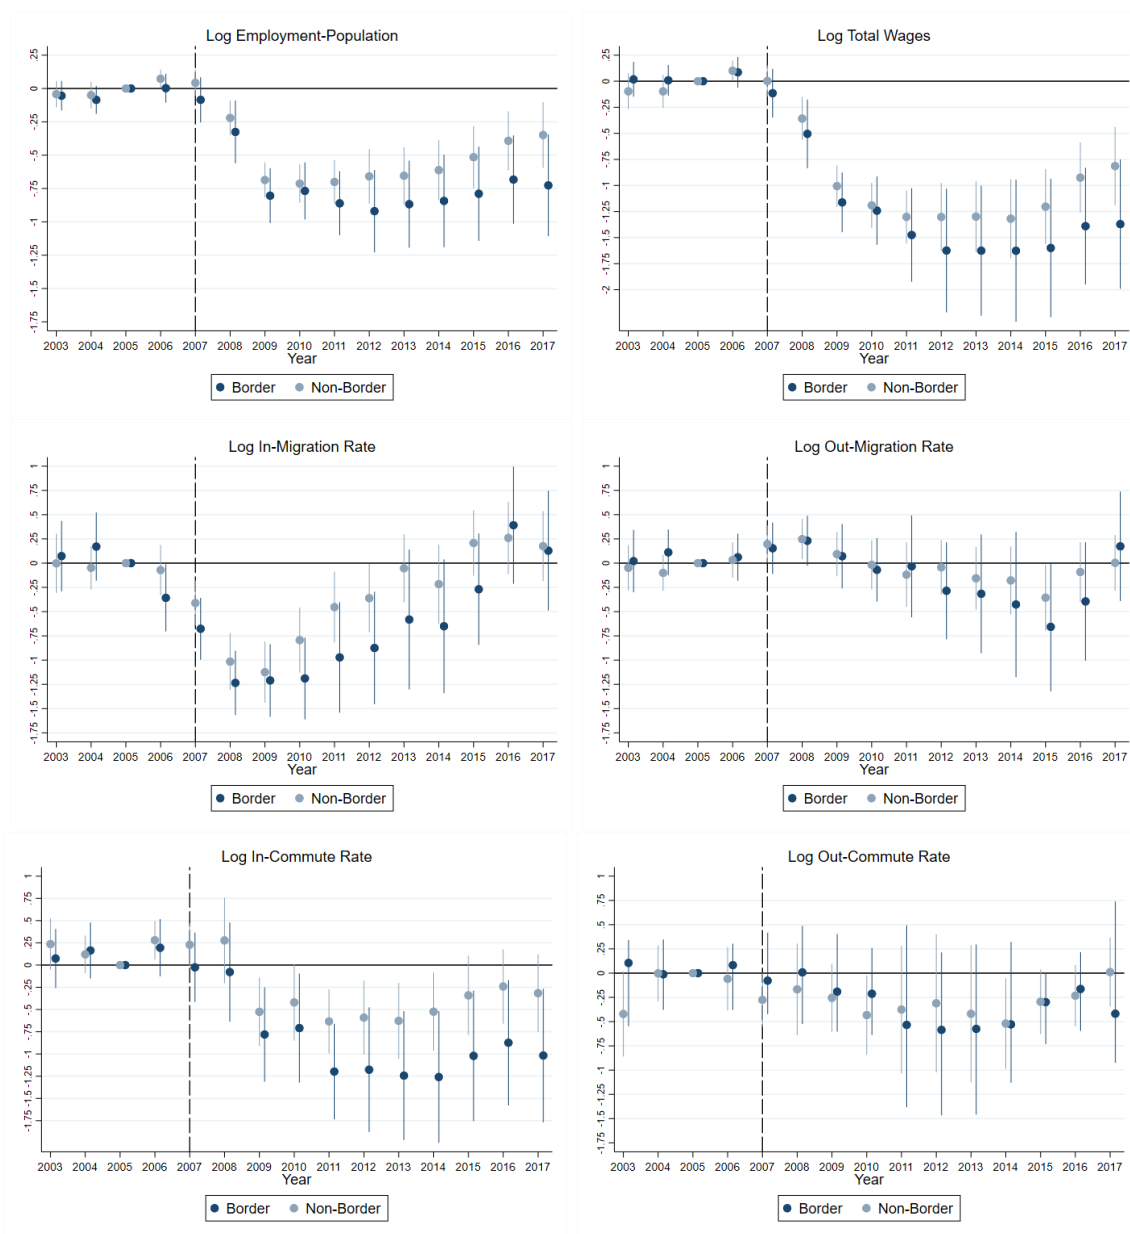 Log Employment-Population
.25
0
-.25
-.5
-.75
-1
-1.25
-1.5
-1.75
2003 2004 2005 2006 2007 2008 2009 2010 2011 2012 2013 2014 2015 2016 2017
Year
Border Non-Border
Log Total Wages
.25
0
-.25
-.5
-.75
-1
-1.25
-1.5
-1.75
-2
2003 2004 2005 2006 2007 2008 2009 2010 2011 2012 2013 2014 2015 2016 2017
Year
Border Non-Border
Log In-Migration Rate
1
.75
.5
.25
0
-.25
-.5
-.75
-1
-1.25
-1.5
-1.75
2003 2004 2005 2006 2007 2008 2009 2010 2011 2012 2013 2014 2015 2016 2017
Year
Border Non-Border
Log Out-Migration Rate
1
.75
.5
.25
0
-.25
-.5
-.75
-1
-1.25
-1.5
-1.75
2003 2004 2005 2006 2007 2008 2009 2010 2011 2012 2013 2014 2015 2016 2017
Year
Border Non-Border
Log In-Commute Rate
1
.75
.5
.25
0
-.25
-.5
-.75
-1
-1.25
-1.5
-1.75
2003 2004 2005 2006 2007 2008 2009 2010 2011 2012 2013 2014 2015 2016 2017
Year
Border Non-Border
Log Out-Commute Rate
1
.75
.5
.25
0
-.25
-.5
-.75
-1
-1.25
-1.5
-1.75
2003 2004 2005 2006 2007 2008 2009 2010 2011 2012 2013 2014 2015 2016 2017
Year
Border Non-Border